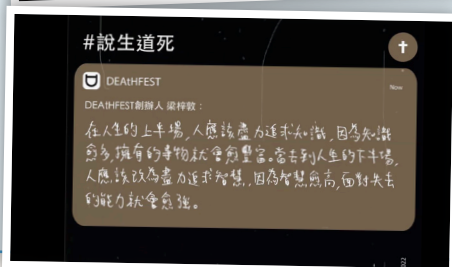 #說生道死
DEAtHFEST
Now
DEAtHFEST創辦人 梁梓敦：
在人生的上半場,人應該盡力追求知識,因為知識
愈多,擁有的事物就會愈豐富。當去到人生的下半場,
人應該改為盡力追求智慧,因為智慧愈高,面對失去
的能力就會愈強。
2022